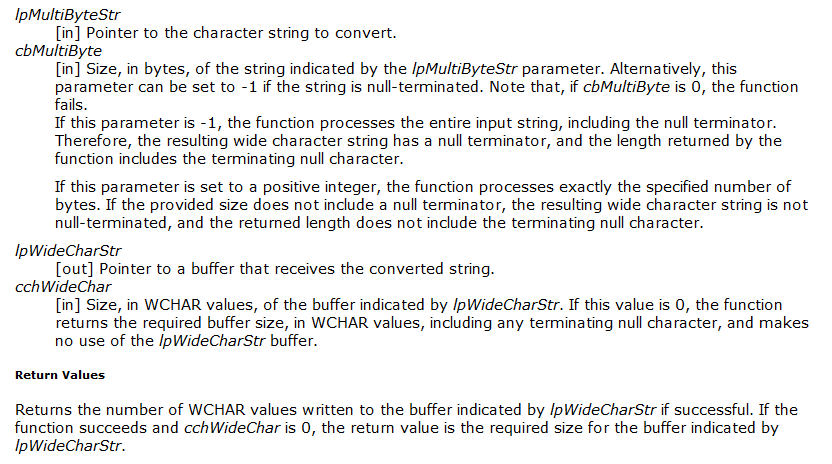 lpMultiByteStr
[in] Pointer to the character string to convert.
cbMultiByte
[in] Size, in bytes, of the string indicated by the lpMultiByteStr parameter. Alternatively, this
parameter can be set to -1 if the string is null-terminated. Note that, if cbMultiByte is 0, the function
fails.
If this parameter is -1, the function processes the entire input string, including the null terminator.
Therefore, the resulting wide character string has a null terminator, and the length returned by the
function includes the terminating null character.
If this parameter is set to a positive integer, the function processes exactly the specified number of
bytes. If the provided size does not include a null terminator, the resulting wide character string is not
null-terminated, and the returned length does not include the terminating null character.
lpWideCharStr
[out] Pointer to a buffer that receives the converted string.
cchWideChar
[in] Size, in WCHAR values, of the buffer indicated by lpWideCharStr. If this value is 0, the function
returns the required buffer size, in WCHAR values, including any terminating null character, and makes
no use of the lpWideCharStr buffer.
Return Values
Returns the number of WCHAR values written to the buffer indicated by lpWideCharStr if successful. If the
function succeeds and cchWideChar is 0, the return value is the required size for the buffer indicated by
lpWideCharStr.